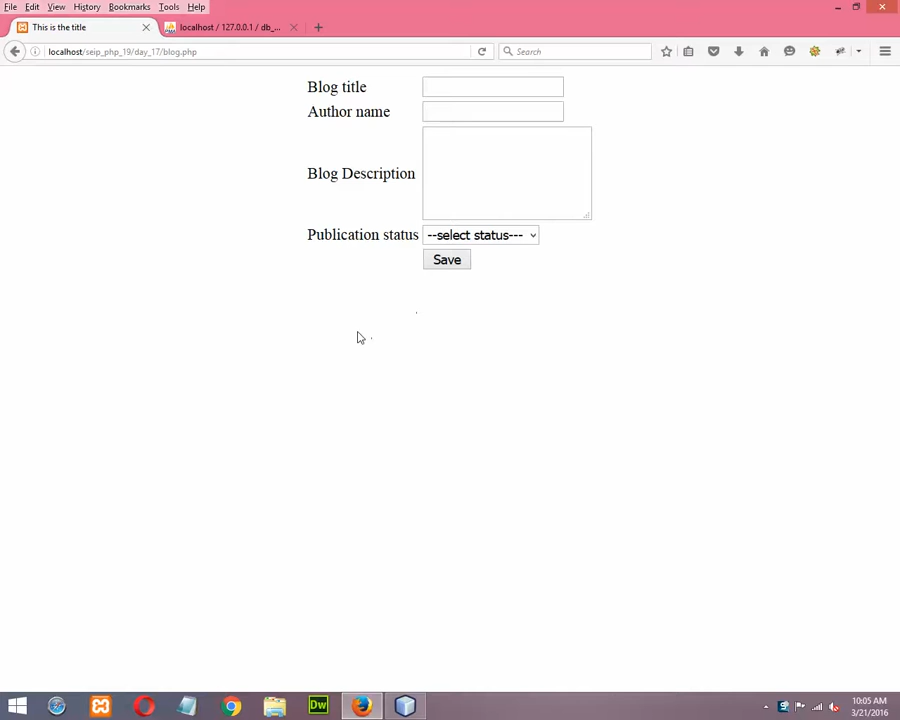 File Edit View History Bookmarks Tools Help
This is the title
localhost / 127.0.0.1 / db_...
localhost/seip_php_19/day_17/blog.php
Search
Blog title
Author name
Blog Description
Publication status --select status---
Save
Dw
10:05 AM
3/21/2016